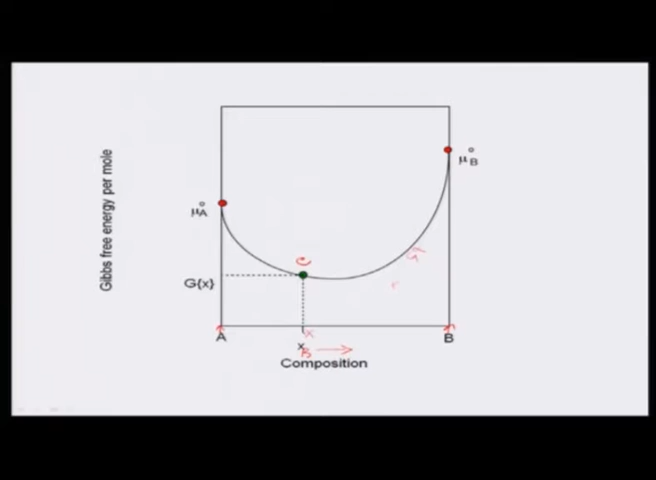 Gibbs free energy per mole
μ°B
μ°A
C
G
G{x}
x
A
x
B
B
Composition